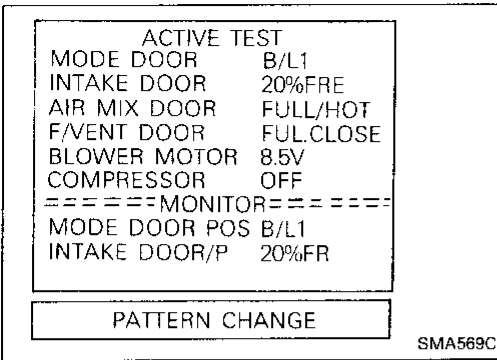 ACTIVE TEST
MODE DOOR B/L1
INTAKE DOOR 20%FRE
AIR MIX DOOR FULL/HOT
F/VENT DOOR FUL.CLOSE
BLOWER MOTOR 8.5V
COMPRESSOR OFF
======MONITOR=======
MODE DOOR POS B/L1
INTAKE DOOR/P 20%FR
PATTERN CHANGE
SMA569C